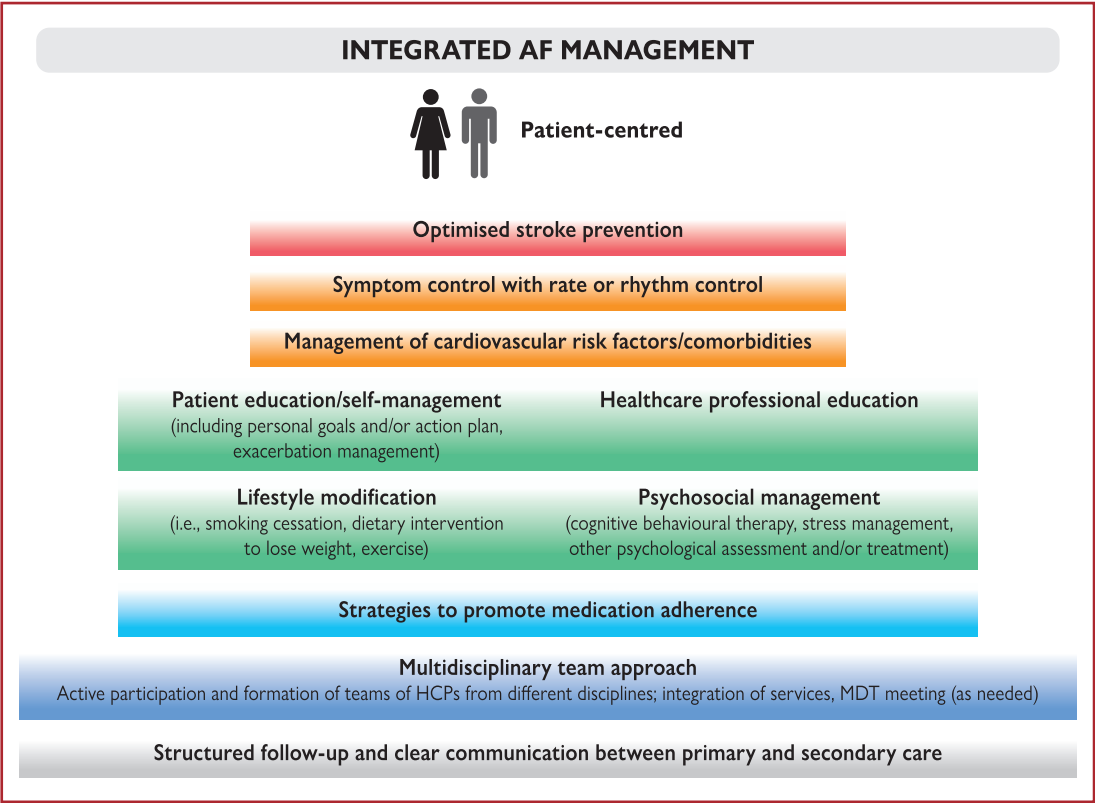 INTEGRATED AF MANAGEMENT
Patient-centred
Optimised stroke prevention
Symptom control with rate or rhythm control
Management of cardiovascular risk factors/comorbidities
Patient education/self-management
(including personal goals and/or action plan,
exacerbation management)
Healthcare professional education
Lifestyle modification
(i.e., smoking cessation, dietary intervention
to lose weight, exercise)
Psychosocial management
(cognitive behavioural therapy, stress management,
other psychological assessment and/or treatment)
Strategies to promote medication adherence
Multidisciplinary team approach
Active participation and formation of teams of HCPs from different disciplines; integration of services, MDT meeting (as needed)
Structured follow-up and clear communication between primary and secondary care